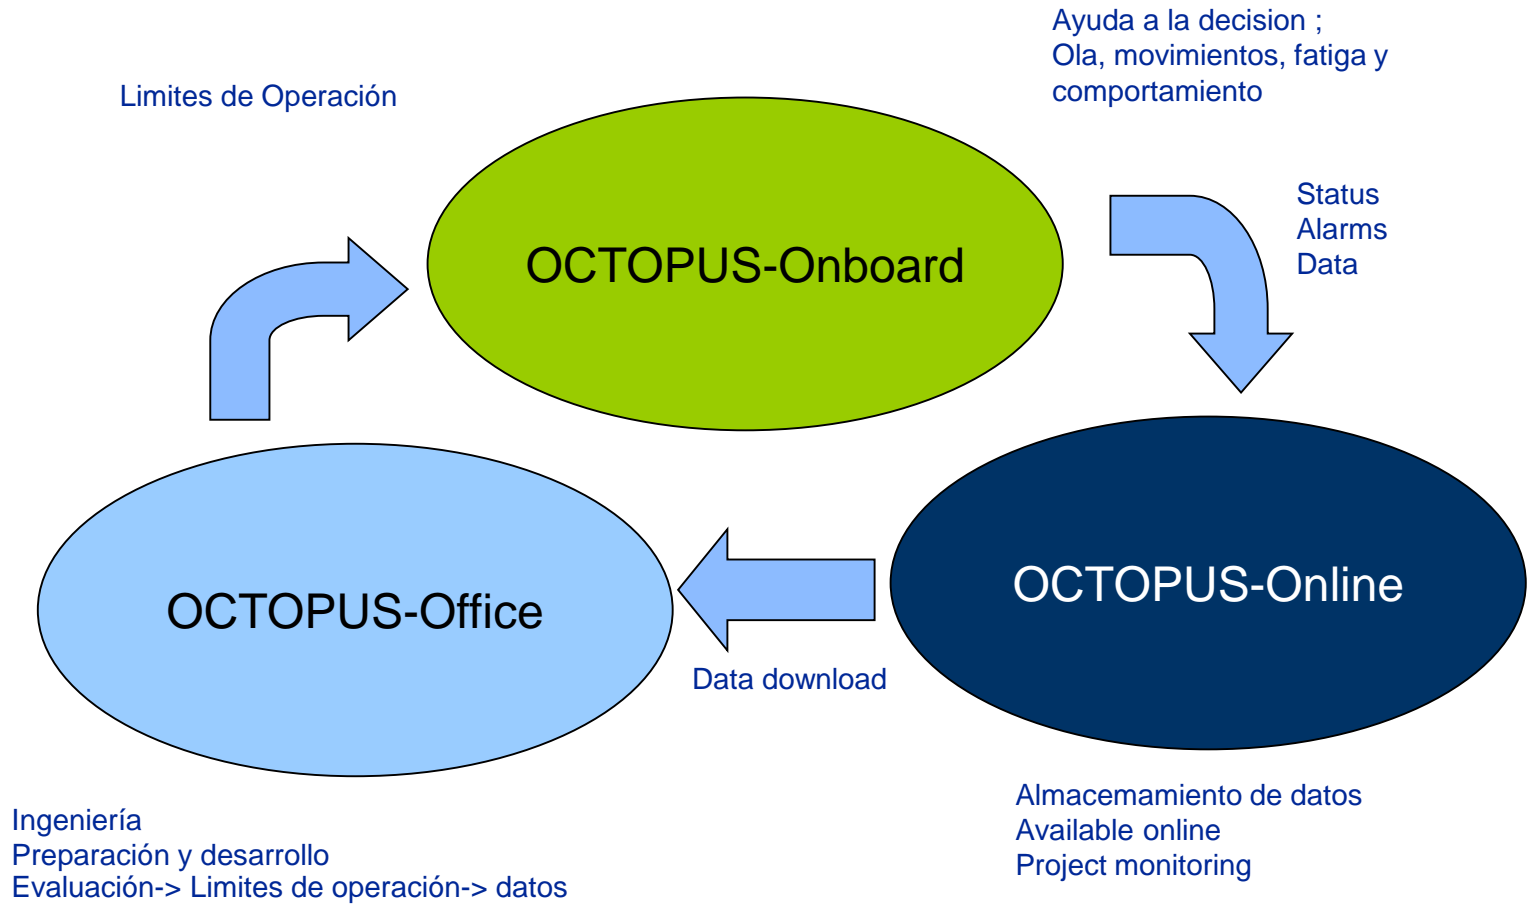 Ayuda a la decision ;
Ola, movimientos, fatiga y
comportamiento
Limites de Operación
Status
Alarms
Data
OCTOPUS-Onboard
OCTOPUS-Online
OCTOPUS-Office
Data download
Almacemamiento de datos
Available online
Project monitoring
Ingeniería
Preparación y desarrollo
Evaluación-> Limites de operación-> datos